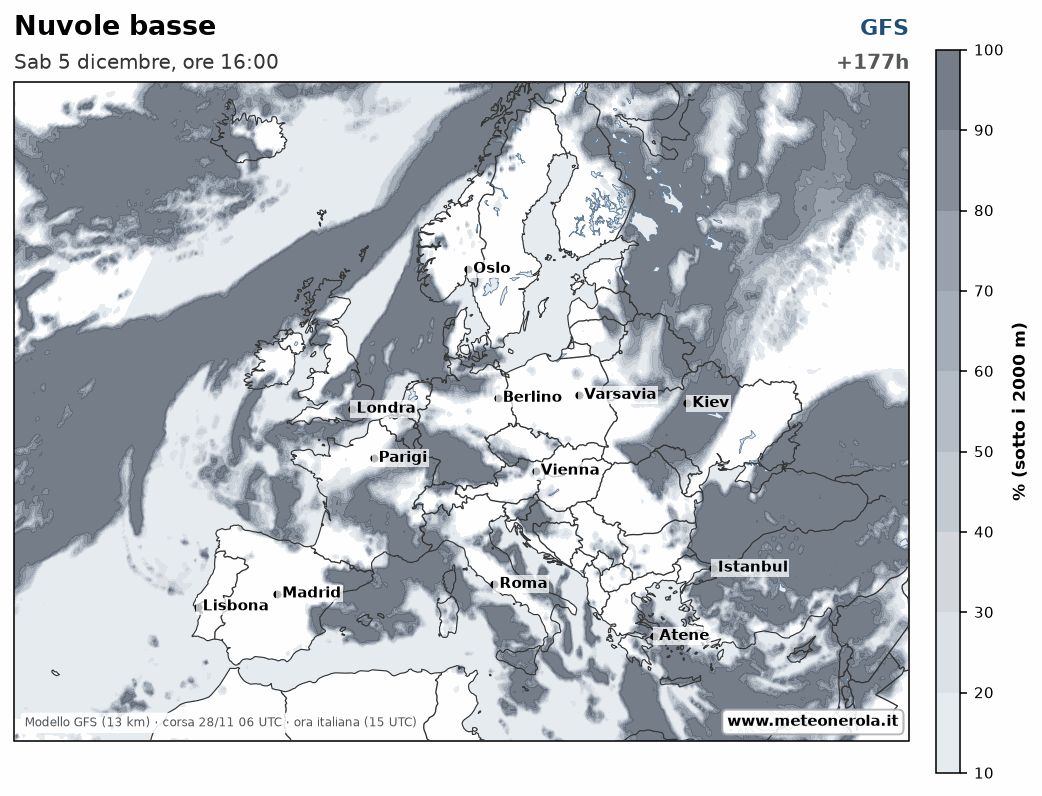 Nuvole basse
GFS
Sab 5 dicembre, ore 16:00
+177h
100
90
80
70
60
50
40
30
20
10
% (sotto i 2000 m)
Oslo
Londra
Berlino
Varsavia
Kiev
Parigi
Vienna
Istanbul
Roma
Madrid
Lisbona
Atene
Modello GFS (13 km) · corsa 28/11 06 UTC · ora italiana (15 UTC)
www.meteonerola.it